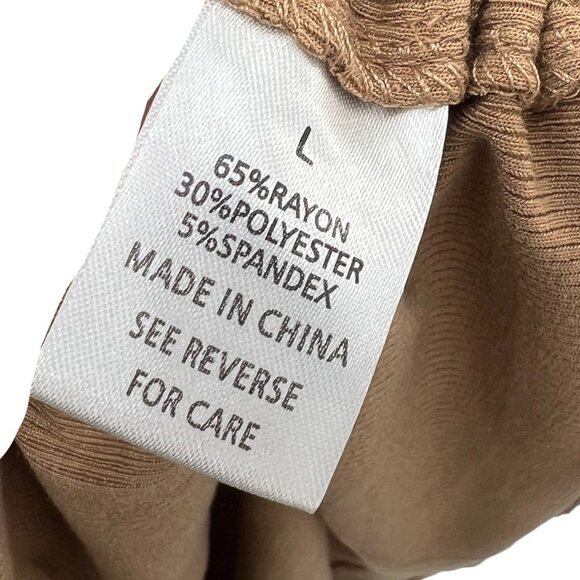 L
65%RAYON
30%POLYESTER
5%SPANDEX
MADE IN CHINA
SEE REVERSE
FOR CARE